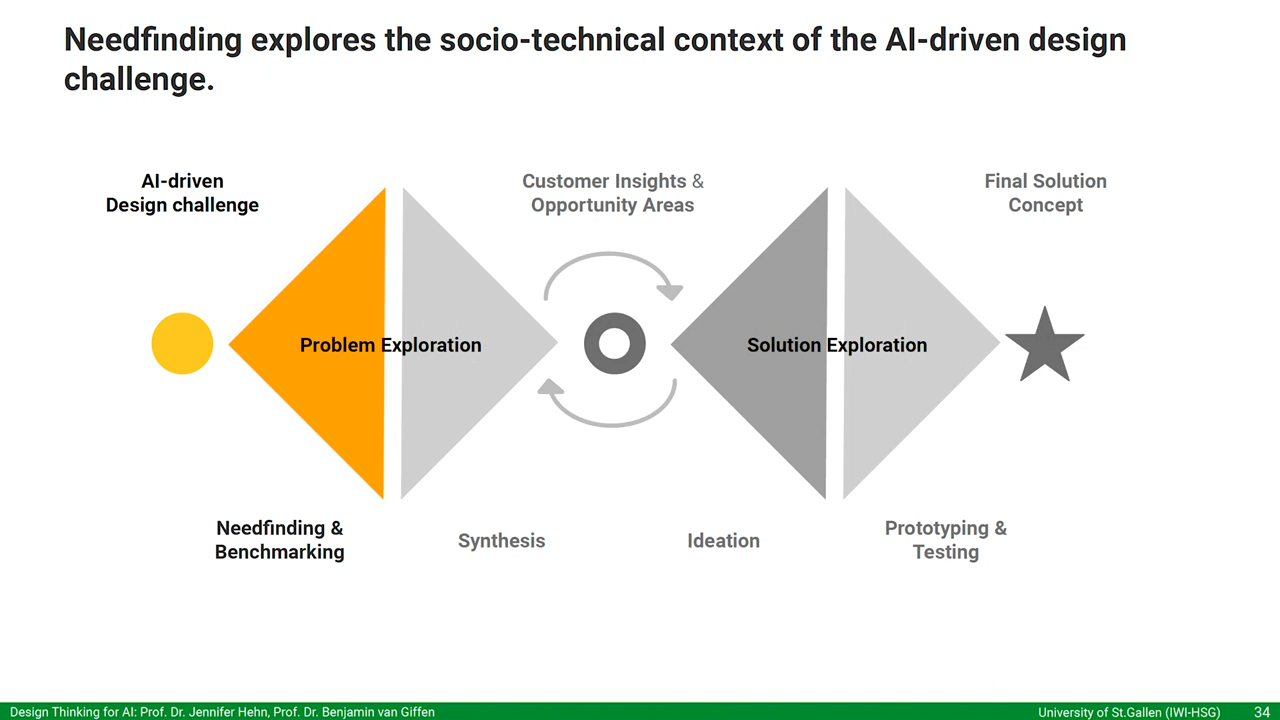 Needfinding explores the socio-technical context of the AI-driven design
challenge.
AI-driven
Design challenge
Customer Insights &
Opportunity Areas
Final Solution
Concept
Problem Exploration
Solution Exploration
Needfinding &
Benchmarking
Synthesis
Ideation
Prototyping &
Testing
Design Thinking for AI: Prof. Dr. Jennifer Hehn, Prof. Dr. Benjamin van Giffen
University of St.Gallen (IWI-HSG)
34